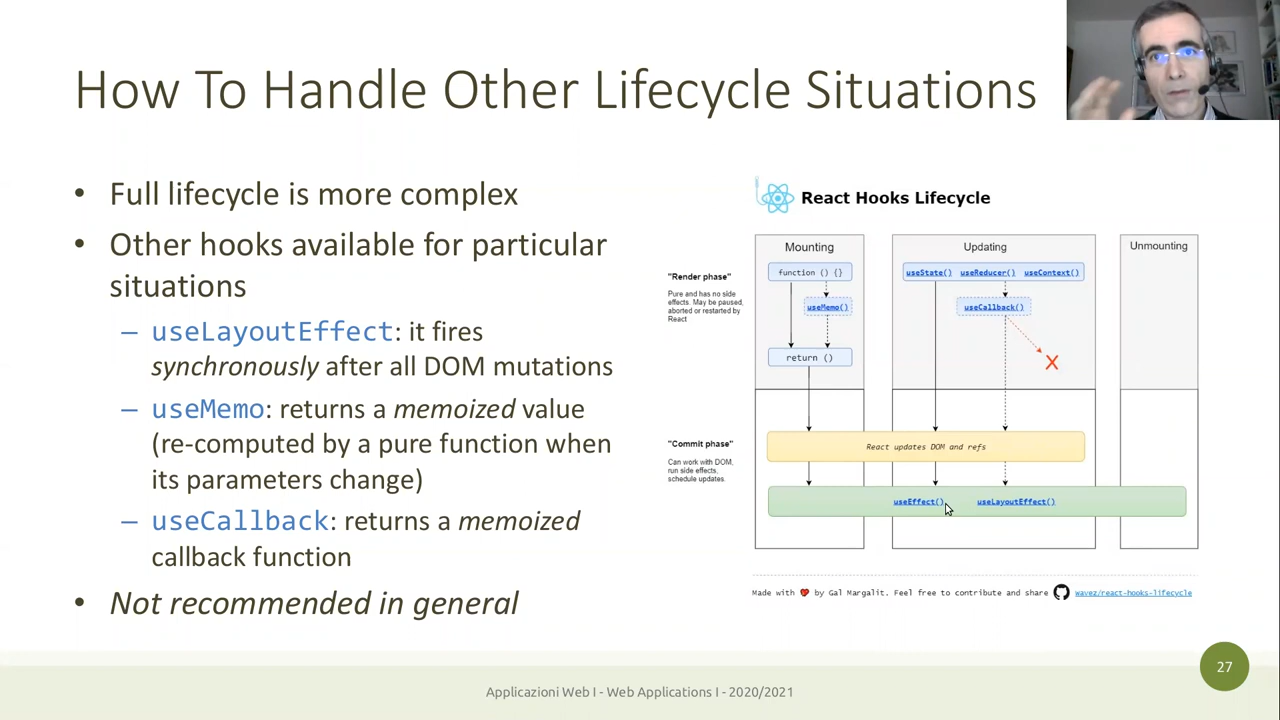 How To Handle Other Lifecycle Situations
• Full lifecycle is more complex
• Other hooks available for particular
situations
– useLayoutEffect: it fires
synchronously after all DOM mutations
– useMemo: returns a memoized value
(re-computed by a pure function when
its parameters change)
– useCallback: returns a memoized
callback function
• Not recommended in general
React Hooks Lifecycle
Mounting
Updating
Unmounting
"Render phase"
Pure and has no side
effects. May be paused,
aborted or restarted by
React
function () {}
useMemo()
return ()
useState() useReducer() useContext()
useCallback()
X
"Commit phase"
Can work with DOM,
run side effects,
schedule updates
React updates DOM and refs
useEffect() useLayoutEffect()
Made with ❤ by Gal Margalit. Feel free to contribute and share wavez/react-hooks-lifecycle
27
Applicazioni Web I - Web Applications I - 2020/2021